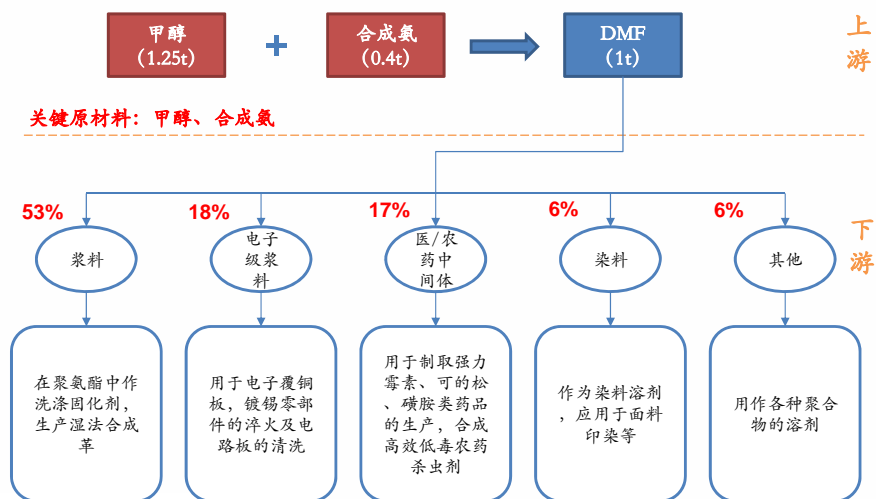 甲醇
（1.25t）
+
合成氨
（0.4t）
DMF
（1t）
上
游
关键原材料：甲醇、合成氨
53%
18%
17%
6%
6%
下
游
浆料
电子
级浆
料
医/农
药中
间体
染料
其他
在聚氨酯中作
洗涤固化剂，
生产湿法合成
革
用于电子覆铜
板，镀锡零部
件的淬火及电
路板的清洗
用于制取强力
霉素、可的松
、磺胺类药品
的生产，合成
高效低毒农药
杀虫剂
作为染料溶剂
，应用于面料
印染等
用作各种聚合
物的溶剂